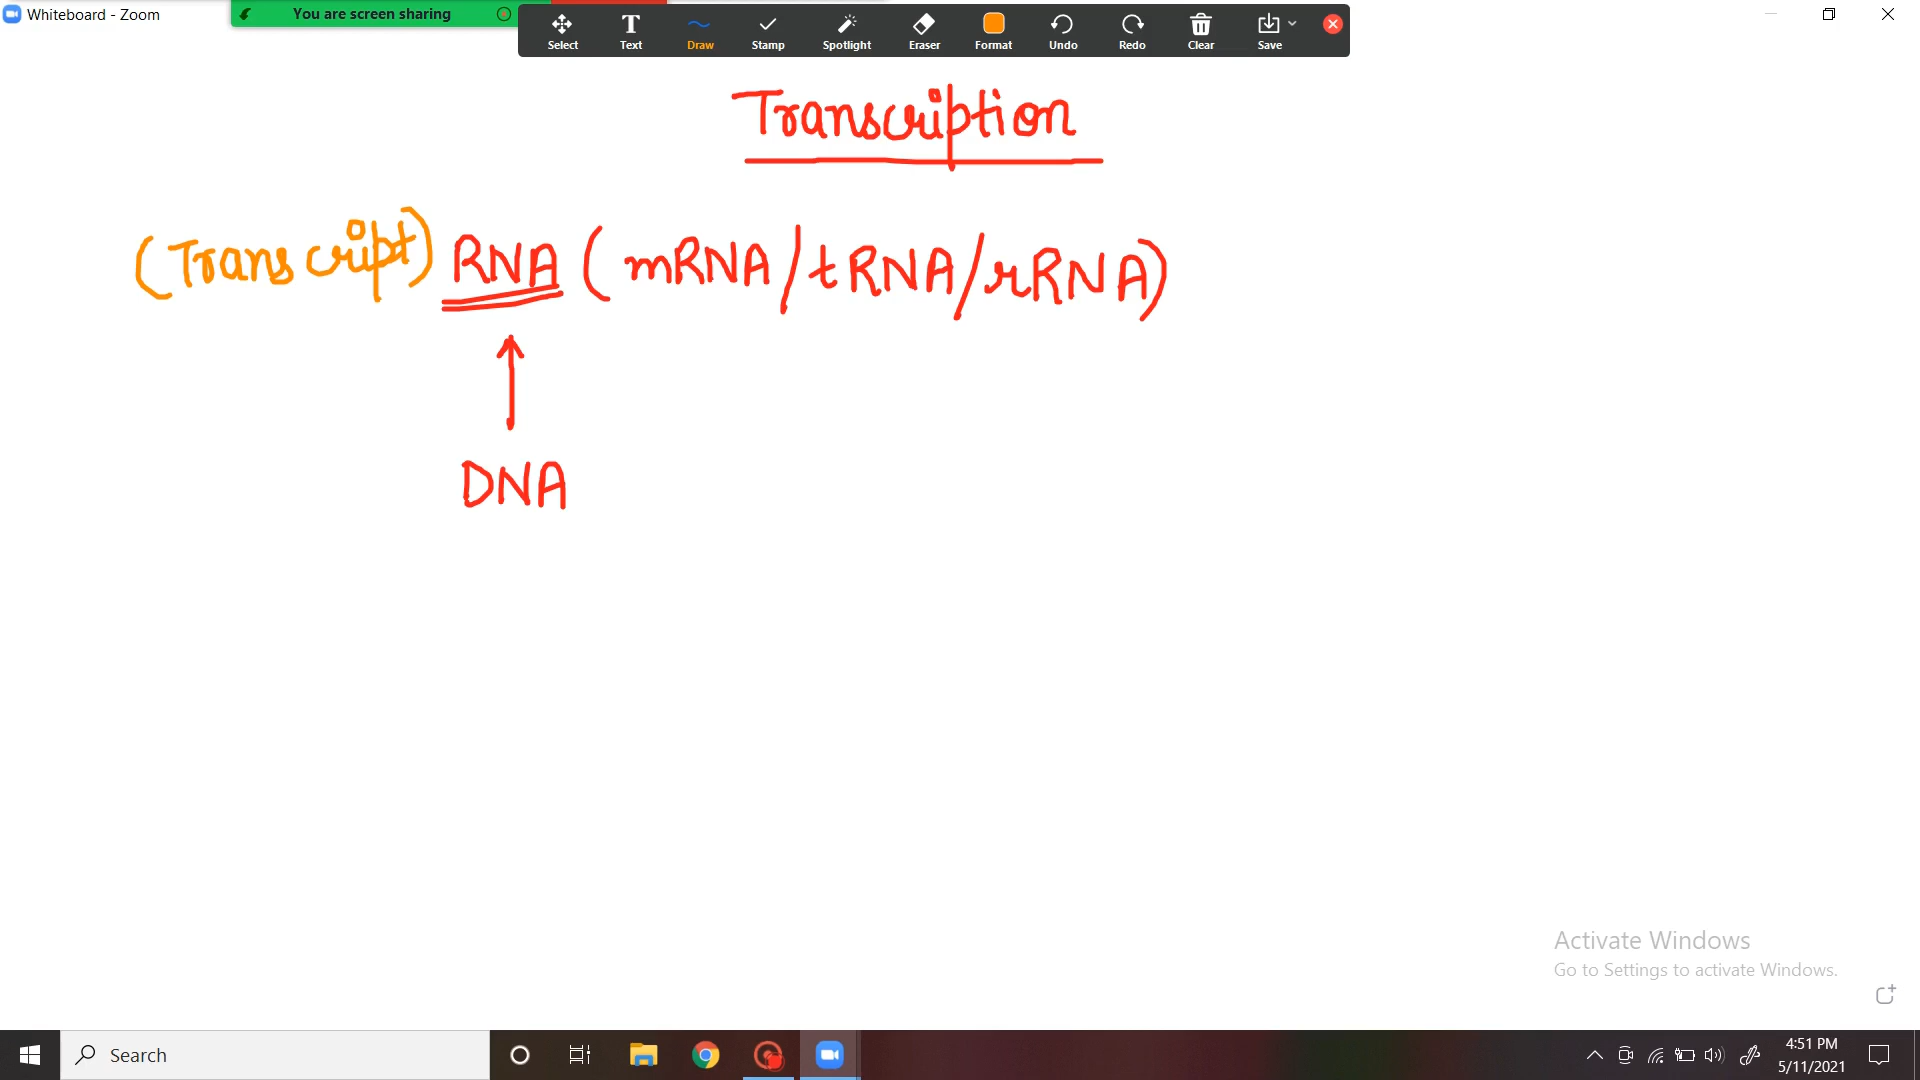 Whiteboard - Zoom
You are screen sharing
Select Text Draw Stamp Spotlight Eraser Format Undo Redo Clear Save
Transcription
(Transcript) RNA (mRNA/tRNA/rRNA)
DNA
Activate Windows
Go to Settings to activate Windows.
Search
4:51 PM
5/11/2021